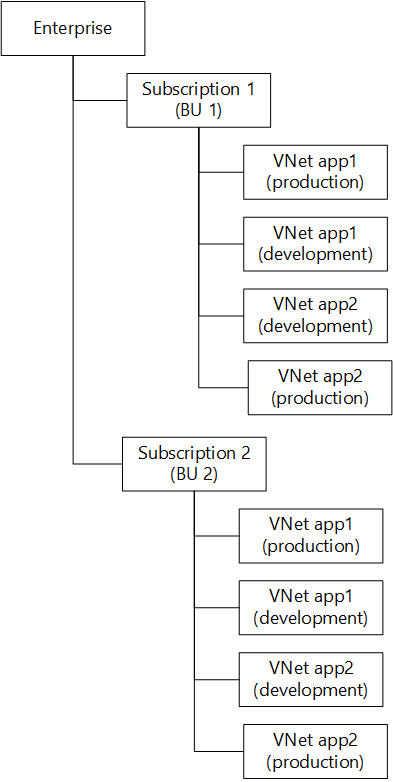 Enterprise
Subscription 1
(BU 1)
VNet app1
(production)
VNet app1
(development)
VNet app2
(development)
VNet app2
(production)
Subscription 2
(BU 2)
VNet app1
(production)
VNet app1
(development)
VNet app2
(development)
VNet app2
(production)